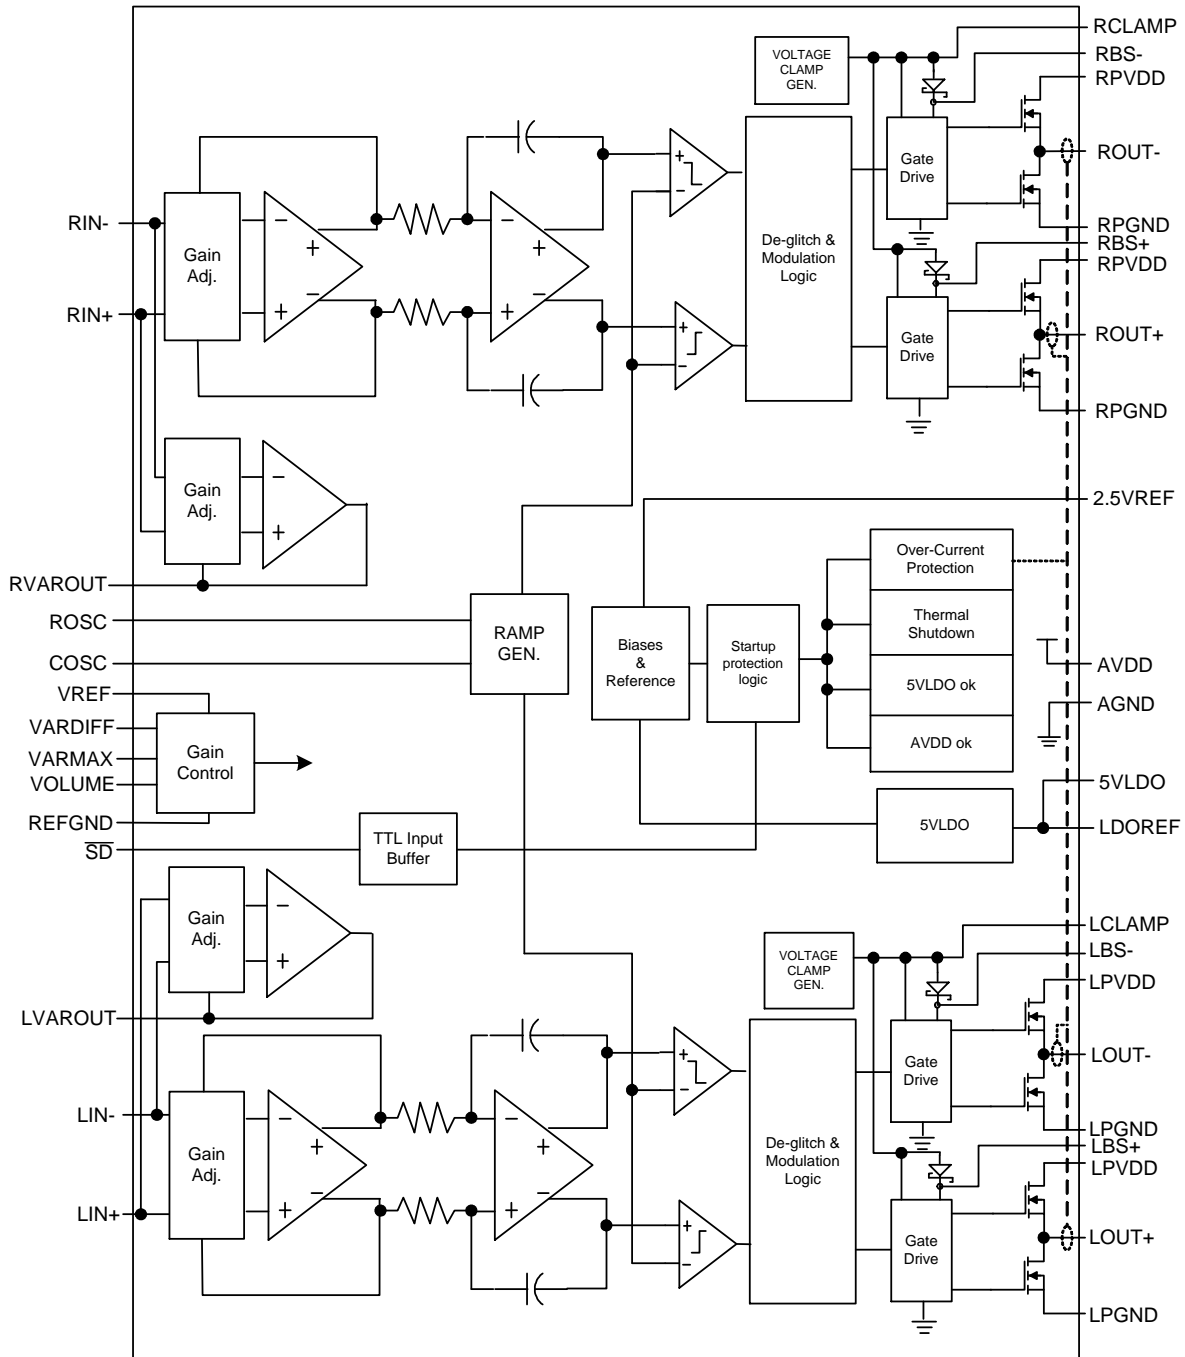 RCLAMP
RBS-
RPVDD
VOLTAGE
CLAMP
GEN.
ROUT-
Gate
Drive
De-glitch &
Modulation
Logic
RIN-
Gain
Adj.
RPGND
RBS+
RPVDD
RIN+
ROUT+
Gate
Drive
RPGND
Gain
Adj.
2.5VREF
Over-Current
Protection
RVAROUT
ROSC
RAMP
GEN.
Biases
&
Reference
Startup
protection
logic
Thermal
Shutdown
COSC
AVDD
VREF
5VLDO ok
AGND
VARDIFF
VARMAX
VOLUME
Gain
Control
AVDD ok
5VLDO
REFGND
5VLDO
LDOREF
SD
TTL Input
Buffer
Gain
Adj.
LCLAMP
VOLTAGE
CLAMP
GEN.
LBS-
LPVDD
LVAROUT
LOUT-
Gate
Drive
LIN-
Gain
Adj.
De-glitch &
Modulation
Logic
LPGND
LBS+
LPVDD
LIN+
LOUT+
Gate
Drive
LPGND